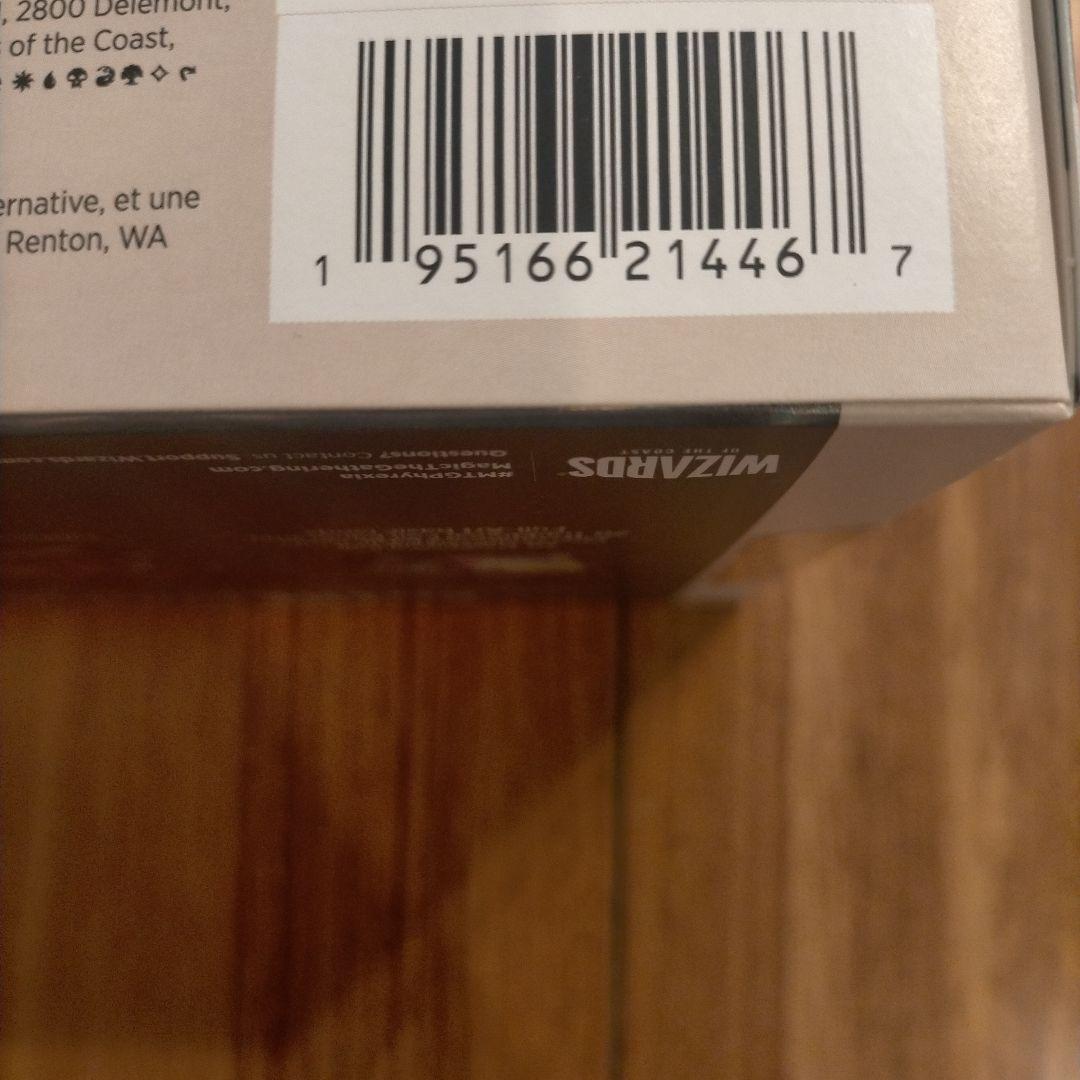 , 2800 Delémont,
of the Coast,
ernative, et une
Renton, WA
1 95166 21446 7
WIZARDS
OF THE COAST
#MTGPhyrexia
MagicTheGathering.com
Questions? Contact us Support.Wizards.com